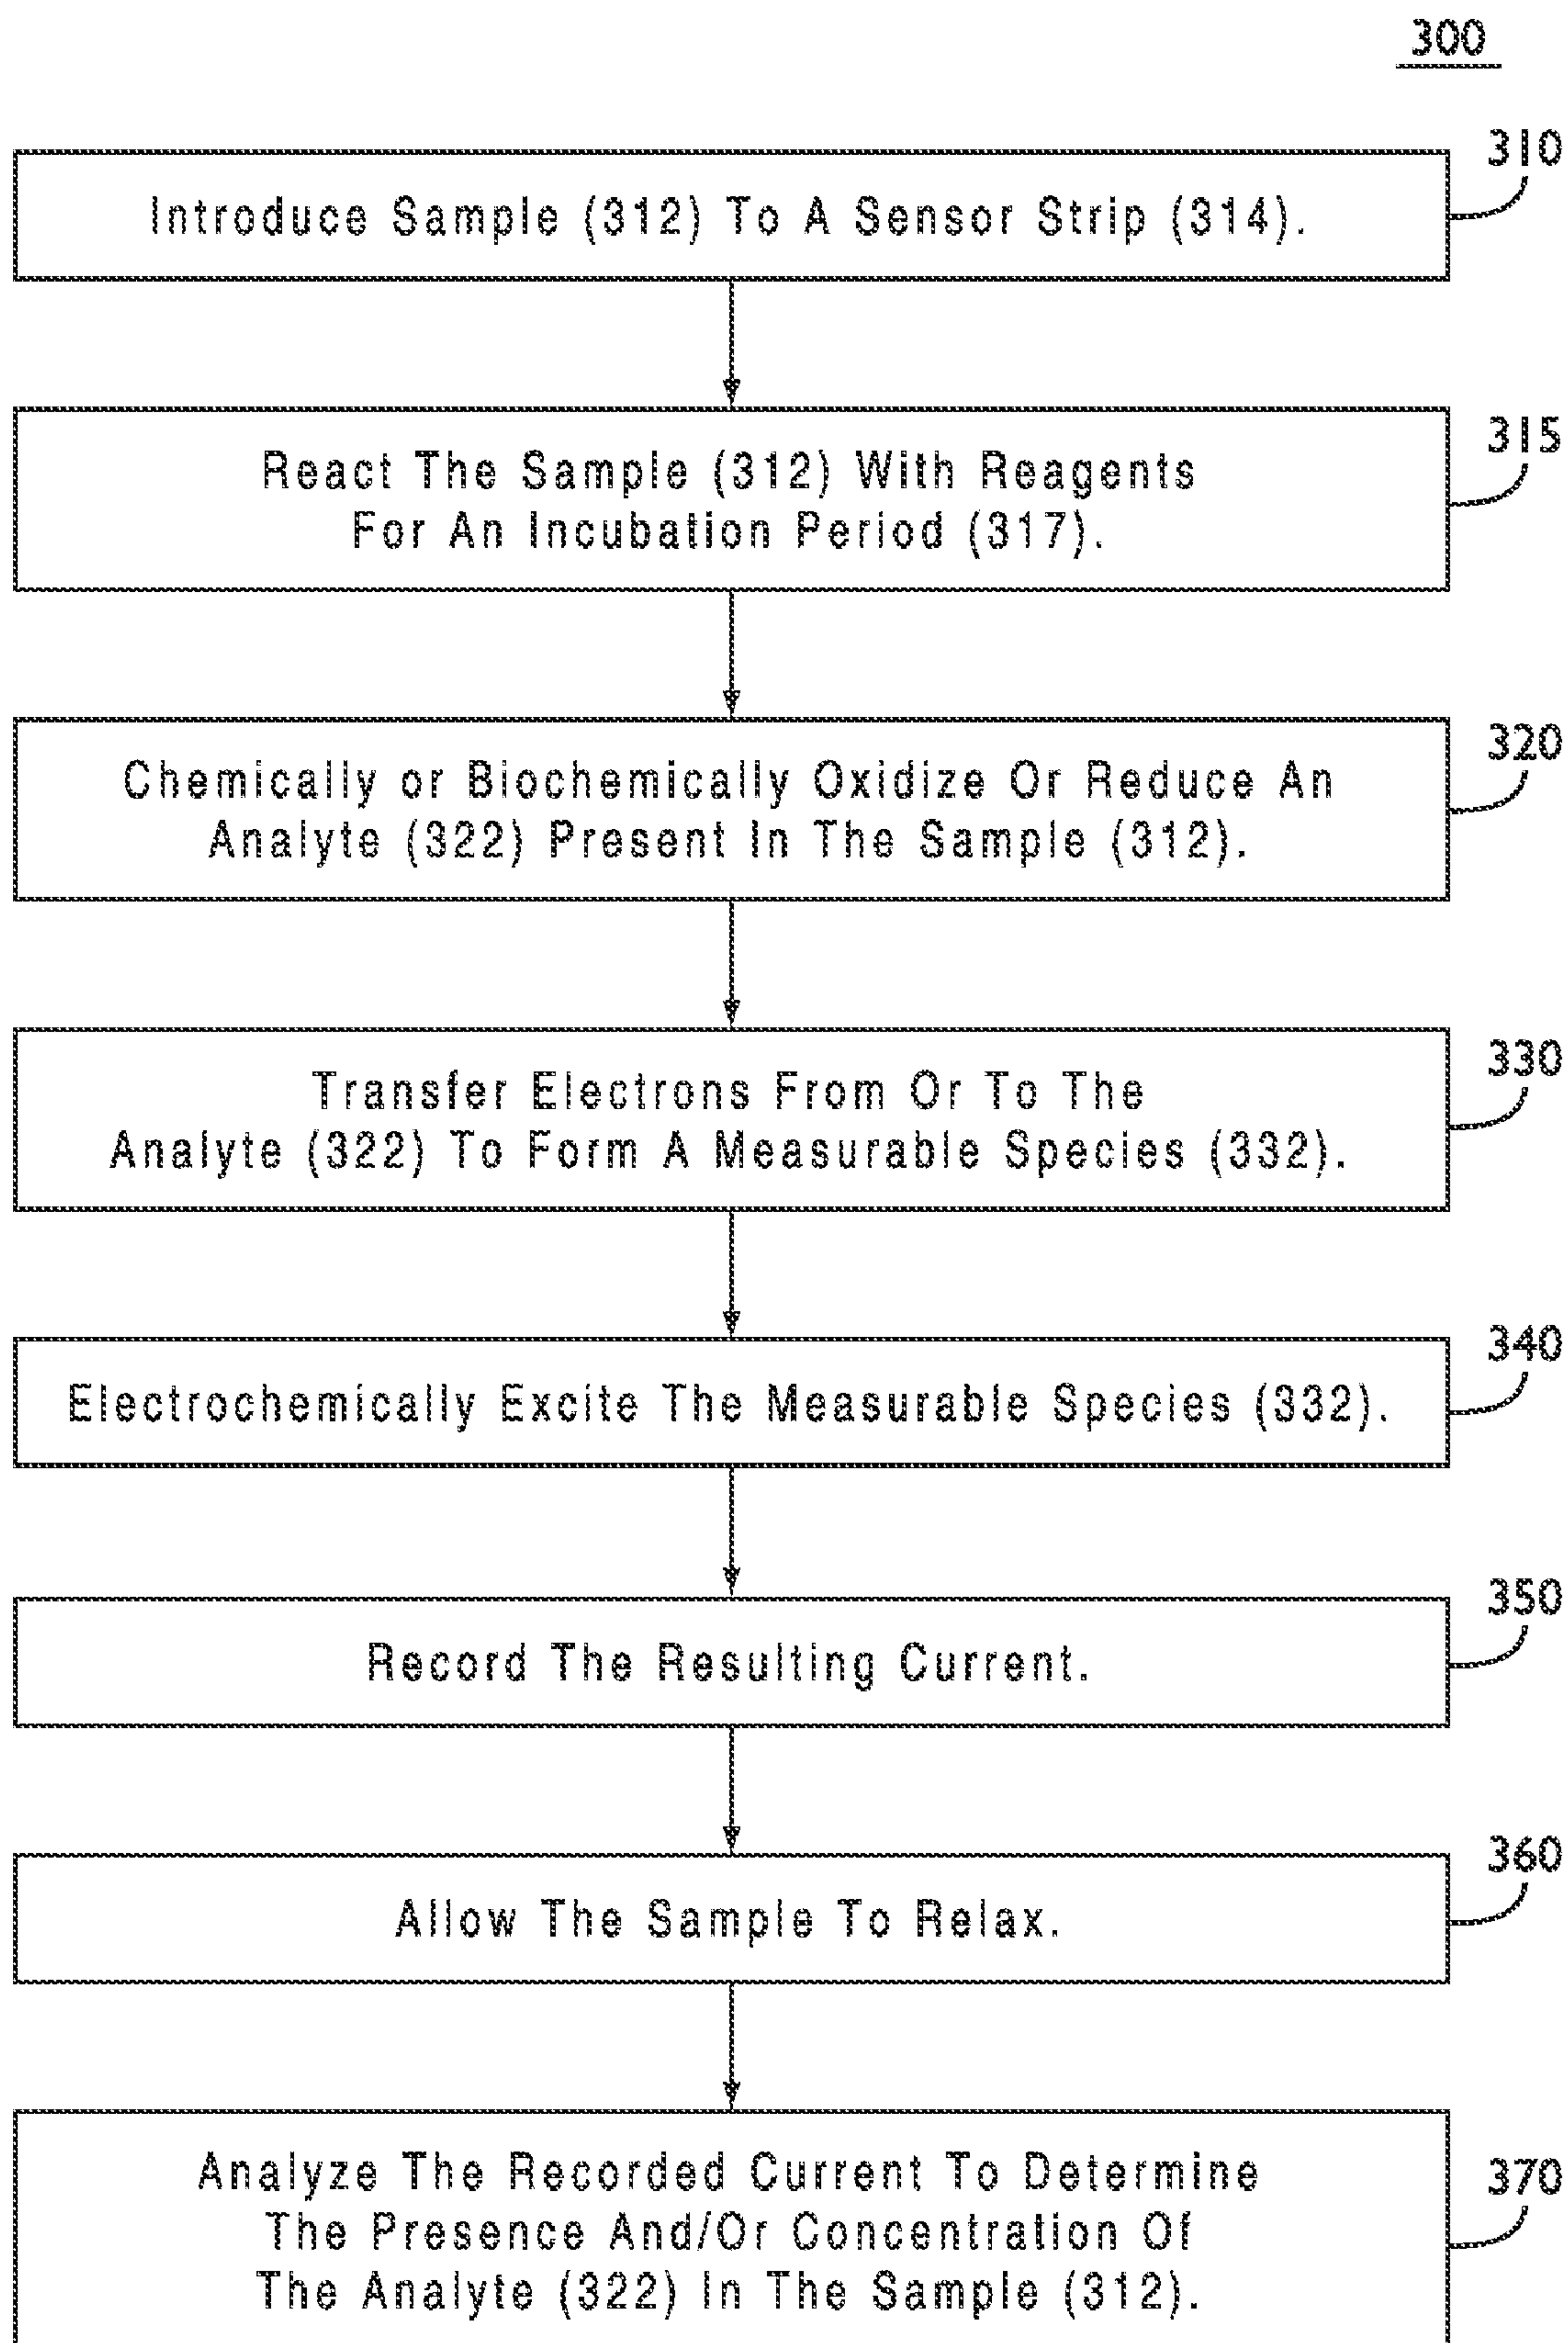 300
310
Introduce Sample (312) To A Sensor Strip (314).
315
React The Sample (312) With Reagents
For An Incubation Period (317).
320
Chemically or Biochemically Oxidize Or Reduce An
Analyte (322) Present In The Sample (312).
330
Transfer Electrons From Or To The
Analyte (322) To Form A Measurable Species (332).
340
Electrochemically Excite The Measurable Species (332).
350
Record The Resulting Current.
360
Allow The Sample To Relax.
370
Analyze The Recorded Current To Determine
The Presence And/Or Concentration Of
The Analyte (322) In The Sample (312).